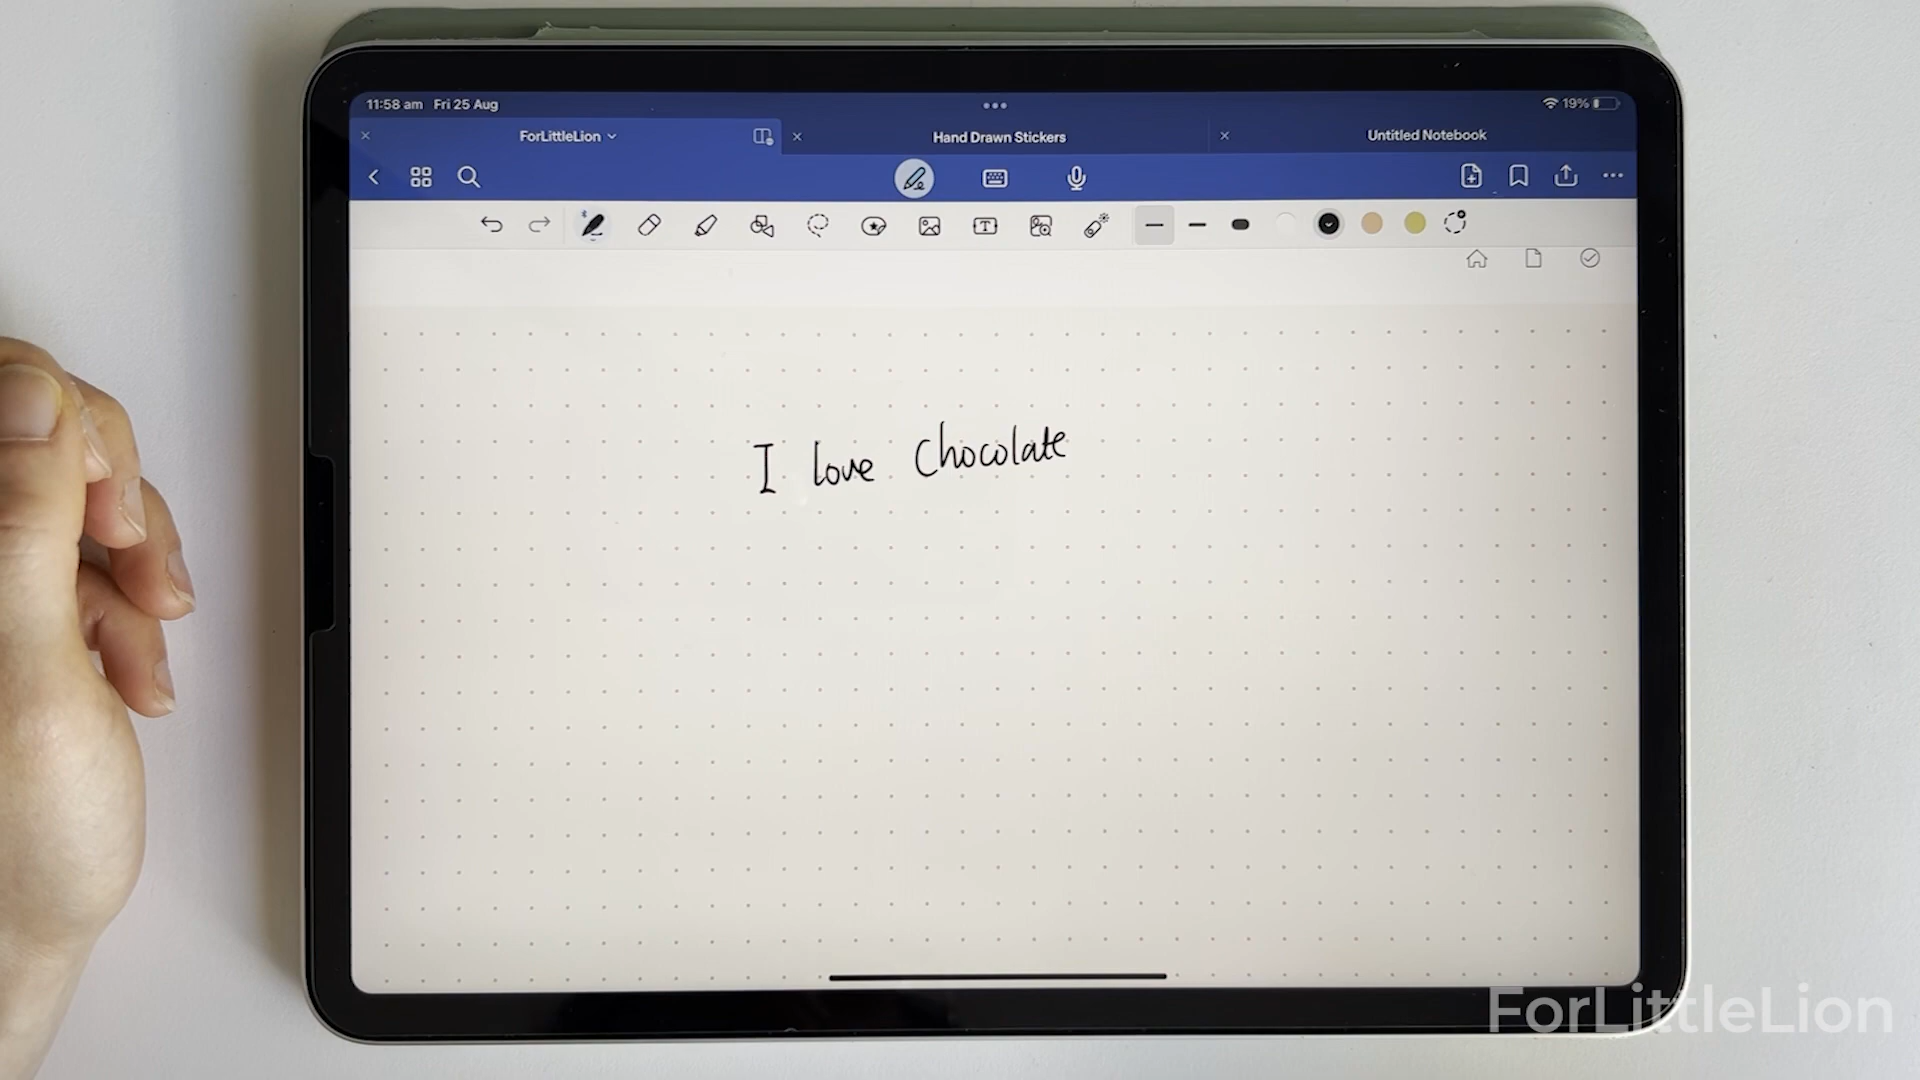 11:58 am Fri 25 Aug
19%
ForLittleLion
Hand Drawn Stickers
Untitled Notebook
I love Chocolate
ForLittleLion